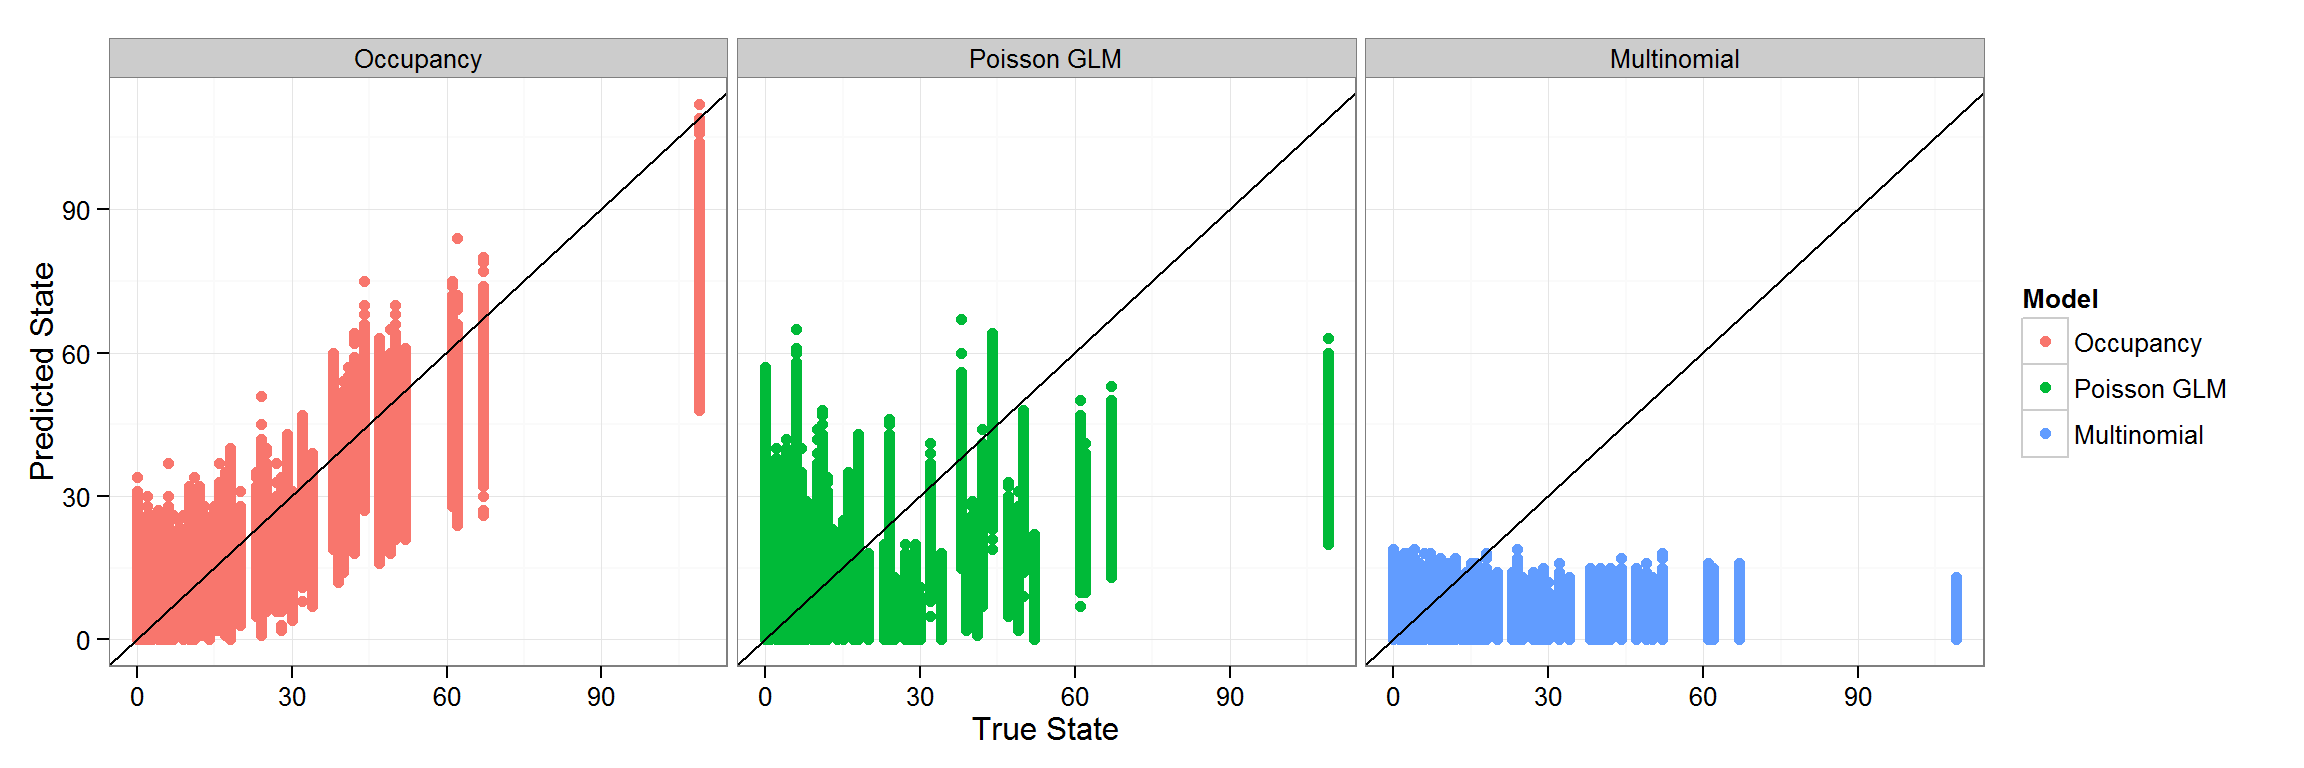 Occupancy
Poisson GLM
Multinomial
Predicted State
90
60
30
0
0 30 60 90
0 30 60 90
0 30 60 90
True State
Model
Occupancy
Poisson GLM
Multinomial